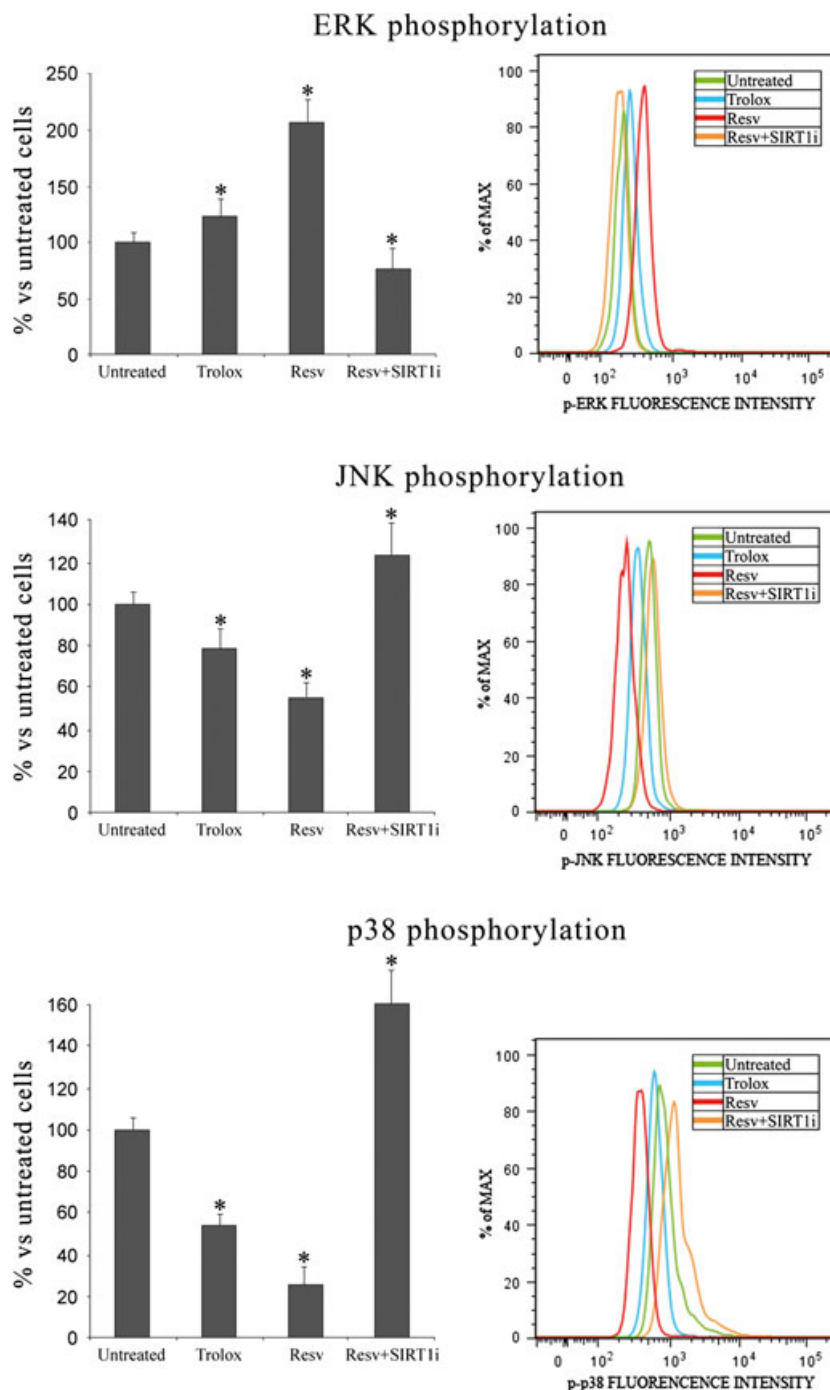 ERK phosphorylation
% vs untreated cells
250
200
150
100
50
0
*
*
*
Untreated Trolox Resv Resv+SIRT1i
% of MAX
100
80
60
40
20
0
Untreated
Trolox
Resv
Resv+SIRT1i
0 10² 10³ 10⁴ 10⁵
p-ERK FLUORESCENCE INTENSITY
JNK phosphorylation
% vs untreated cells
140
120
100
80
60
40
20
0
*
*
*
Untreated Trolox Resv Resv+SIRT1i
% of MAX
100
80
60
40
20
0
Untreated
Trolox
Resv
Resv+SIRT1i
0 10² 10³ 10⁴ 10⁵
p-JNK FLUORESCENCE INTENSITY
p38 phosphorylation
% vs untreated cells
160
140
120
100
80
60
40
20
0
*
*
*
Untreated Trolox Resv Resv+SIRT1i
% of MAX
100
80
60
40
20
0
Untreated
Trolox
Resv
Resv+SIRT1i
0 10² 10³ 10⁴ 10⁵
p-p38 FLUORENCENCE INTENSITY